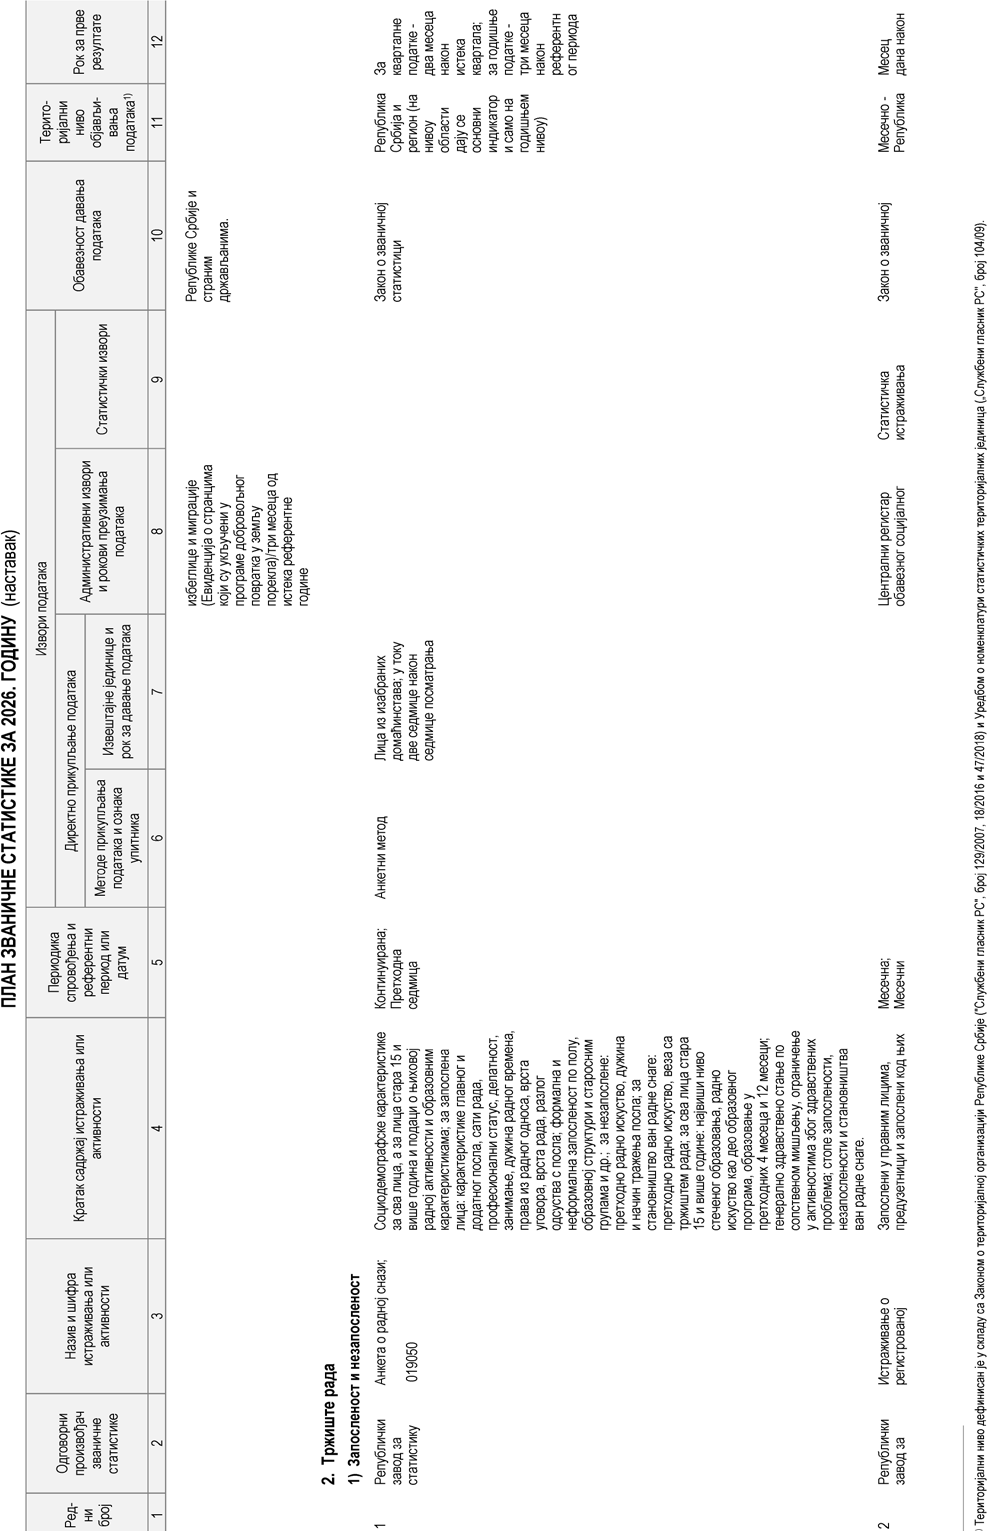 ПЛАН ЗВАНИЧНЕ СТАТИСТИКЕ ЗА 2026. ГОДИНУ (наставак)
Ред-
ни
број
Одговорни
произвођач
званичне
статистике
Назив и шифра
истраживања или
активности
Кратак садржај истраживања или
активности
Периодика
спровођења и
референтни
период или
датум
Извори података
Директно прикупљање података
Методе прикупљања
података и ознака
упитника
Извештајне јединице и
рок за давање података
Административни извори
и рокови преузимања
података
Статистички извори
Обавезност давања
података
Терито-
ријални
ниво
објављи-
вања
података1)
Рок за прве
резултате
1 2 3 4 5 6 7 8 9 10 11 12
избеглице и миграције
(Евиденција о странцима
који су укључени у
програме добровољног
повратка у земљу
порекла)/три месеца од
истека референтне
године
Републике Србије и
страним
држављанима.
2. Тржиште рада
1) Запосленост и незапосленост
1
Републички
завод за
статистику
Анкета о радној снази;
019050
Социодемографске карактеристике
за сва лица, а за лица стара 15 и
више година и подаци о њиховој
радној активности и образовним
карактеристикама; за запослена
лица: карактеристике главног и
додатног посла, сати рада,
професионални статус, делатност,
занимање, дужина радног времена,
права из радног односа, врста
уговора, врста рада, разлог
одсуства с посла; формална и
неформална запосленост по полу,
образовној структури и старосним
групама и др.; за незапослене:
претходно радно искуство, дужина
и начин тражења посла; за
становништво ван радне снаге:
претходно радно искуство, веза са
тржиштем рада; за сва лица стара
15 и више године: највиши ниво
стеченог образовања, радно
искуство као део образовног
програма, образовање у
претходних 4 месеца и 12 месеци;
генерално здравствено стање по
сопственом мишљењу, ограничење
у активностима због здравствених
проблема; стопе запослености,
незапослености и становништва
ван радне снаге.
Континуирана;
Претходна
седмица
Анкетни метод
Лица из изабраних
домаћинстава; у току
две седмице након
седмице посматрања
Закон о званичној
статистици
Република
Србија и
регион (на
нивоу
области
дају се
основни
индикатор
и само на
годишњем
нивоу)
За
кварталне
податке -
два месеца
након
истека
квартала;
за годишње
податке -
три месеца
након
референтн
ог периода
2
Републички
завод за
Истраживање о
регистрованој
Запослени у правним лицима,
предузетници и запослени код њих
Месечна;
Месечни
Централни регистар
обавезног социјалног
Статистичка
истраживања
Закон о званичној
Месечно -
Република
Месец
дана након
) Територијални ниво дефинисан је у складу са Законом о територијалној организацији Републике Србије ("Службени гласник РС", број 129/2007, 18/2016 и 47/2018) и Уредбом о номенклатури статистичких територијалних јединица („Службени гласник РС", број 104/09).